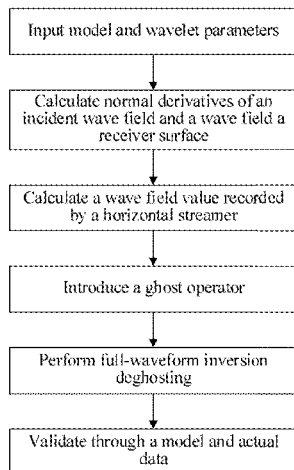 Input model and wavelet parameters
Calculate normal derivatives of an
incident wave field and a wave field a
receiver surface
Calculate a wave field value recorded
by a horizontal streamer
Introduce a ghost operator
Perform full-waveform inversion
deghosting
Validate through a model and actual
data